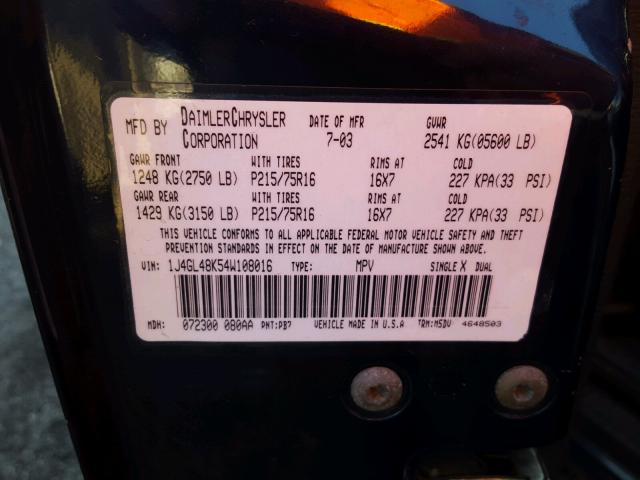 MFD BY DAIMLERCHRYSLER CORPORATION DATE OF MFR 7-03 GVWR 2541 KG(05600 LB)
GAWR FRONT WITH TIRES RIMS AT COLD
1248 KG(2750 LB) P215/75R16 16X7 227 KPA(33 PSI)
GAWR REAR WITH TIRES RIMS AT COLD
1429 KG(3150 LB) P215/75R16 16X7 227 KPA(33 PSI)
THIS VEHICLE CONFORMS TO ALL APPLICABLE FEDERAL MOTOR VEHICLE SAFETY AND THEFT
PREVENTION STANDARDS IN EFFECT ON THE DATE OF MANUFACTURE SHOWN ABOVE.
VIN: 1J4GL48K54W108016 TYPE: MPV SINGLE X DUAL
MDH: 072300 080AA PNT:PB7 VEHICLE MADE IN U.S.A TRM:M5DV 4648503